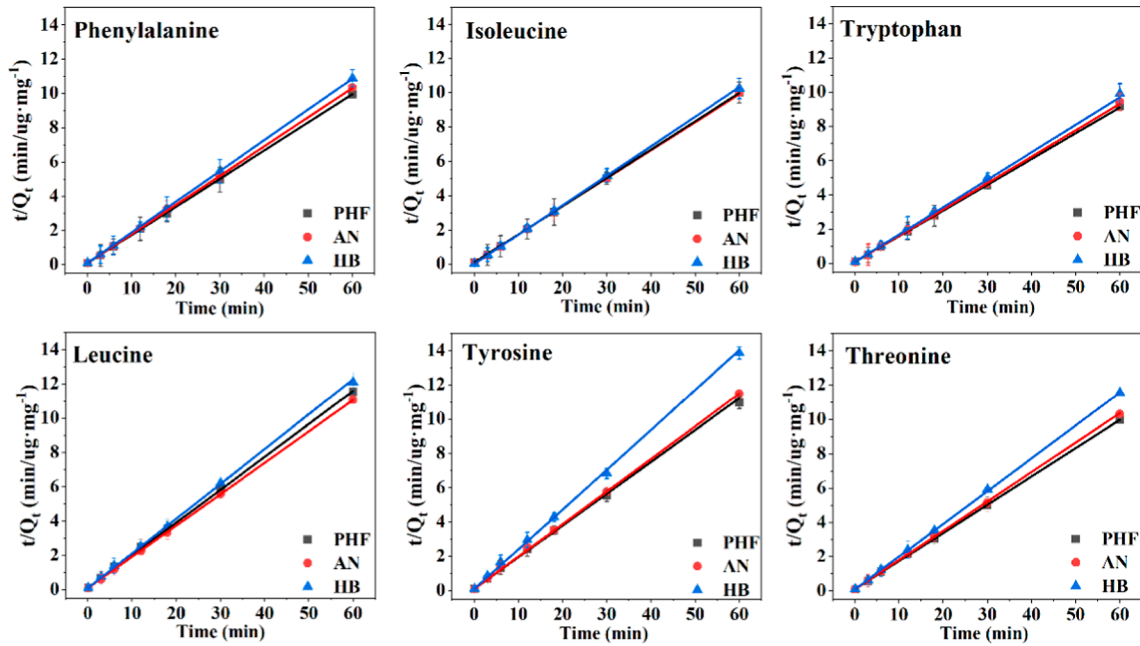 Phenylalanine
t/Qt (min/ug·mg-1)
14
12
10
8
6
4
2
0
PHF
AN
HB
0 10 20 30 40 50 60
Time (min)
Isoleucine
t/Qt (min/ug·mg-1)
14
12
10
8
6
4
2
0
PHF
AN
HB
0 10 20 30 40 50 60
Time (min)
Tryptophan
t/Qt (min/ug·mg-1)
14
12
10
8
6
4
2
0
PHF
AN
HB
0 10 20 30 40 50 60
Time (min)
Leucine
t/Qt (min/ug·mg-1)
14
12
10
8
6
4
2
0
PHF
AN
HB
0 10 20 30 40 50 60
Time (min)
Tyrosine
t/Qt (min/ug·mg-1)
14
12
10
8
6
4
2
0
PHF
AN
HB
0 10 20 30 40 50 60
Time (min)
Threonine
t/Qt (min/ug·mg-1)
14
12
10
8
6
4
2
0
PHF
AN
HB
0 10 20 30 40 50 60
Time (min)